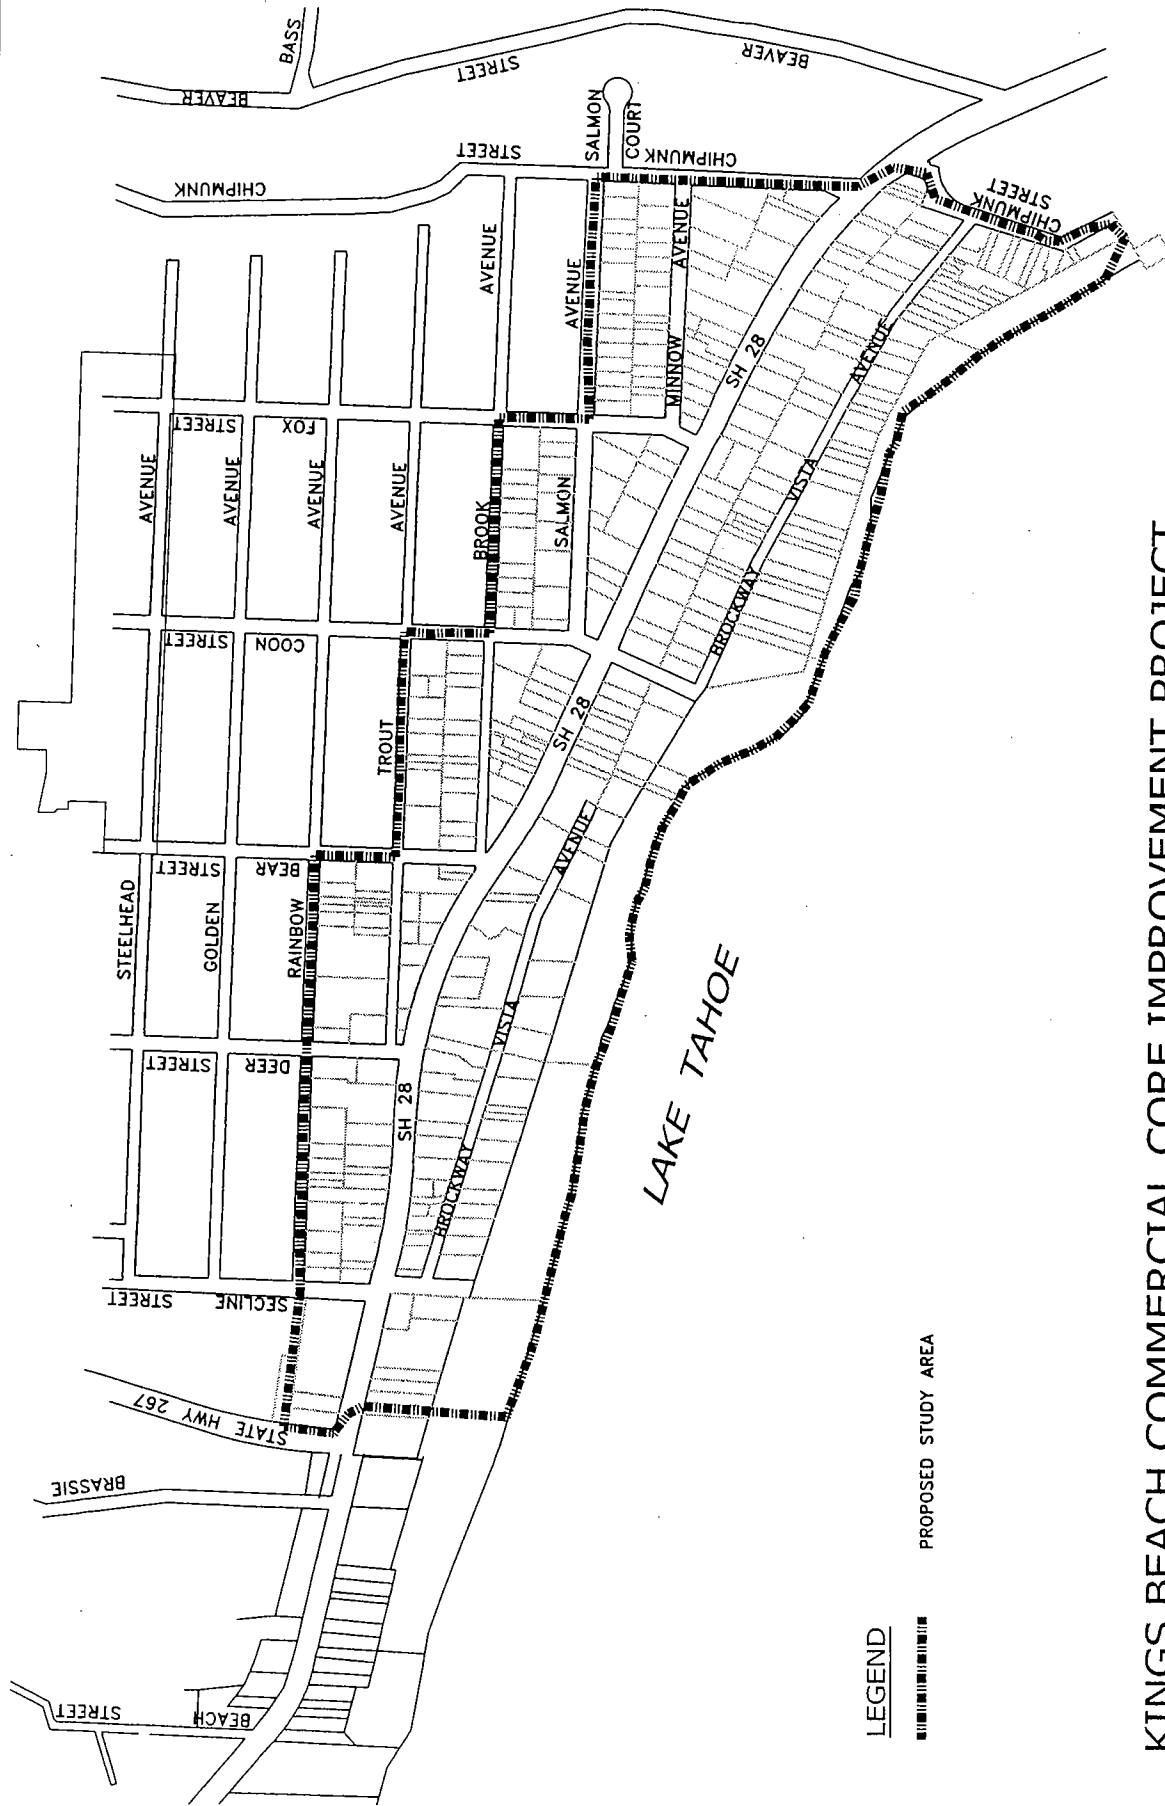 BEACH
STREET
BRASSIE
STATE HWY 267
SECLINE
STREET
STEELHEAD
AVENUE
GOLDEN
AVENUE
RAINBOW
AVENUE
TROUT
AVENUE
BROOK
AVENUE
SALMON
AVENUE
MINNOW
AVENUE
DEER
STREET
BEAR
STREET
COON
STREET
FOX
STREET
CHIPMUNK
STREET
CHIPMUNK
SALMON
COURT
BEAVER
BASS
STREET
BEAVER
CHIPMUNK
STREET
SH 28
SH 28
SH 28
BROCKWAY
VISTA
AVENUE
BROCKWAY
VISTA
AVENUE
LAKE TAHOE
LEGEND
PROPOSED STUDY AREA
KINGS BEACH COMMERCIAL CORE IMPROVEMENT PROJECT